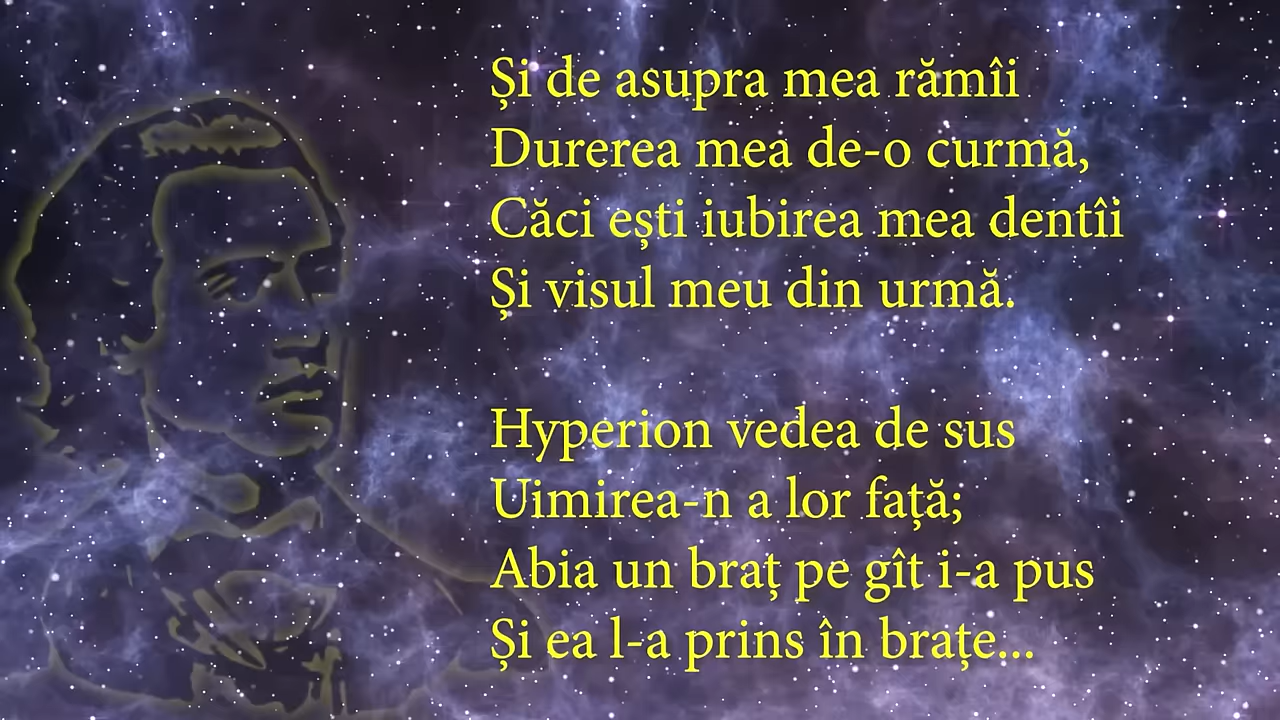 Și de asupra mea rămîi
Durerea mea de-o curmă,
Căci ești iubirea mea dentîi
Și visul meu din urmă.
Hyperion vedea de sus
Uimirea-n a lor față;
Abia un braț pe gît i-a pus
Și ea l-a prins în brațe...